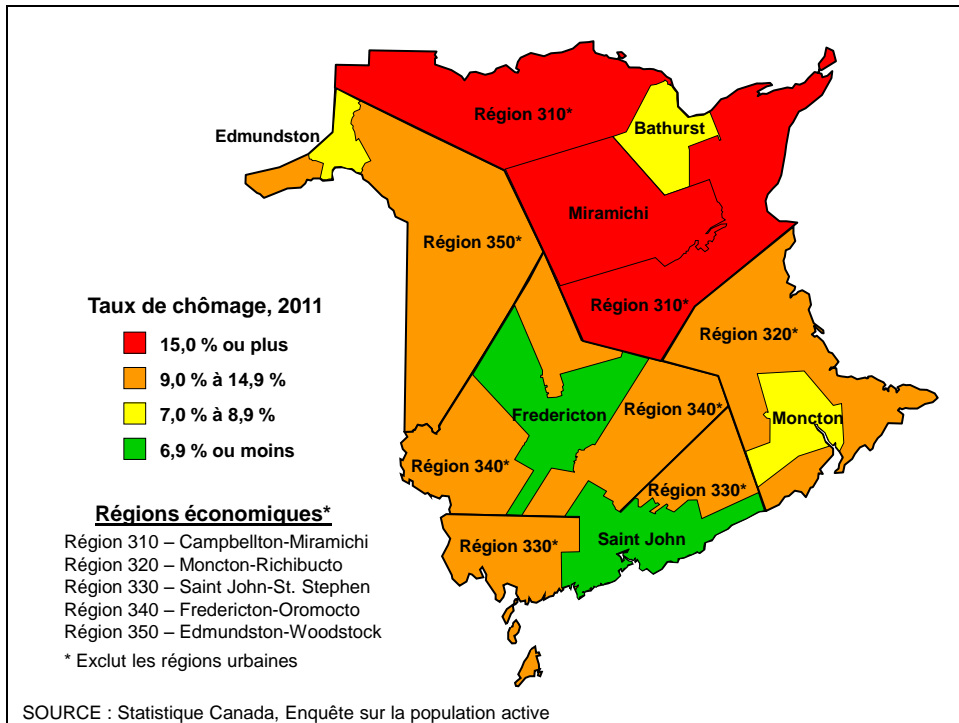 Edmundston
Région 310*
Bathurst
Miramichi
Région 350*
Région 310*
Région 320*
Taux de chômage, 2011
15,0 % ou plus
9,0 % à 14,9 %
7,0 % à 8,9 %
6,9 % ou moins
Fredericton
Région 340*
Moncton
Région 340*
Région 330*
Saint John
Région 330*
Régions économiques*
Région 310 – Campbellton-Miramichi
Région 320 – Moncton-Richibucto
Région 330 – Saint John-St. Stephen
Région 340 – Fredericton-Oromocto
Région 350 – Edmundston-Woodstock
* Exclut les régions urbaines
SOURCE : Statistique Canada, Enquête sur la population active